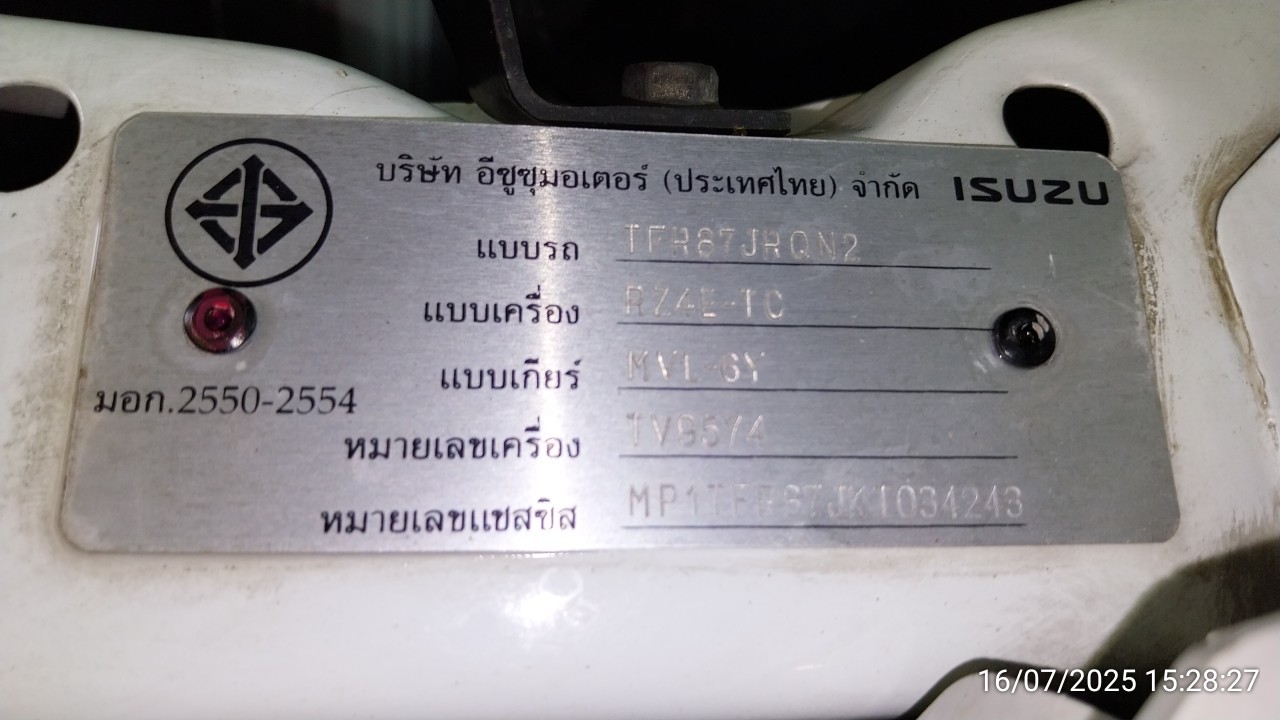 บริษัท อีซูซุมอเตอร์ (ประเทศไทย) จำกัด ISUZU
แบบรถ TFR87JRQN2
แบบเครื่อง RZ4E-TC
แบบเกียร์ MVL-6Y
มอก.2550-2554
หมายเลขเครื่อง
หมายเลขแชสซิส MP1TFR87JK1034243
16/07/2025 15:28:27